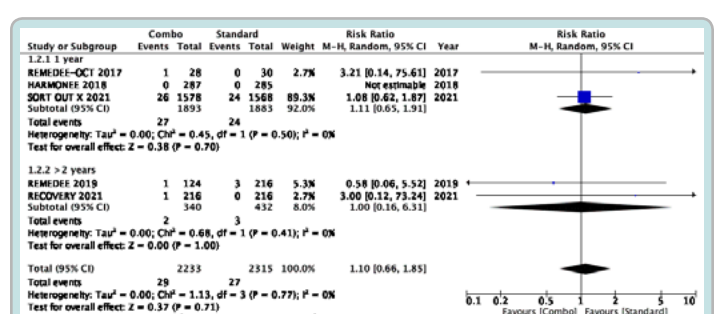 Combo Standard Risk Ratio Risk Ratio
Study or Subgroup Events Total Events Total Weight M-H, Random, 95% CI Year M-H, Random, 95% CI
1.2.1 1 year
REMEDEE-OCT 2017 1 28 0 30 2.7% 3.21 [0.14, 75.61] 2017
HARMONEE 2018 0 287 0 285 Not estimable 2018
SORT OUT X 2021 26 1578 24 1568 89.3% 1.08 [0.62, 1.87] 2021
Subtotal (95% CI) 1893 1883 92.0% 1.11 [0.65, 1.91]
Total events 27 24
Heterogeneity: Tau² = 0.00; Chi² = 0.45, df = 1 (P = 0.50); I² = 0%
Test for overall effect: Z = 0.38 (P = 0.70)
1.2.2 >2 years
REMEDEE 2019 1 124 3 216 5.3% 0.58 [0.06, 5.52] 2019
RECOVERY 2021 1 216 0 216 2.7% 3.00 [0.12, 73.24] 2021
Subtotal (95% CI) 340 432 8.0% 1.00 [0.16, 6.31]
Total events 2 3
Heterogeneity: Tau² = 0.00; Chi² = 0.68, df = 1 (P = 0.41); I² = 0%
Test for overall effect: Z = 0.00 (P = 1.00)
Total (95% CI) 2233 2315 100.0% 1.10 [0.66, 1.85]
Total events 29 27
Heterogeneity: Tau² = 0.00; Chi² = 1.13, df = 3 (P = 0.77); I² = 0%
Test for overall effect: Z = 0.37 (P = 0.71)
0.1 0.2 0.5 1 2 5 10
Favours [Combo] Favours [Standard]